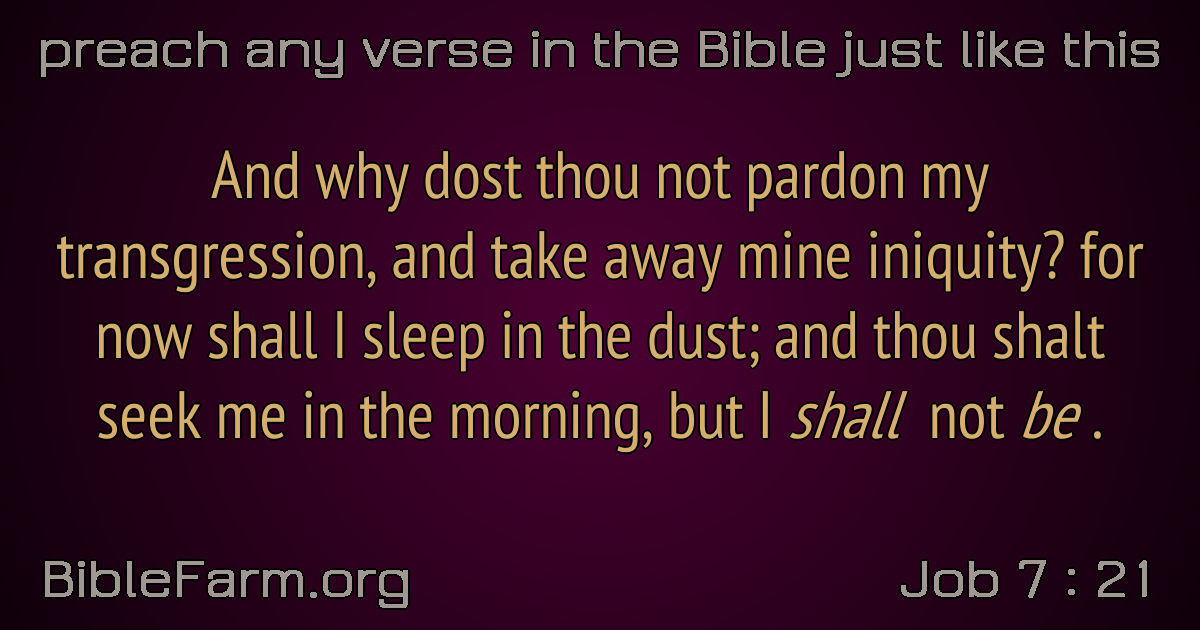 preach any verse in the Bible just like this
And why dost thou not pardon my
transgression, and take away mine iniquity? for
now shall I sleep in the dust; and thou shalt
seek me in the morning, but I shall  not be .
BibleFarm.org
Job 7 : 21